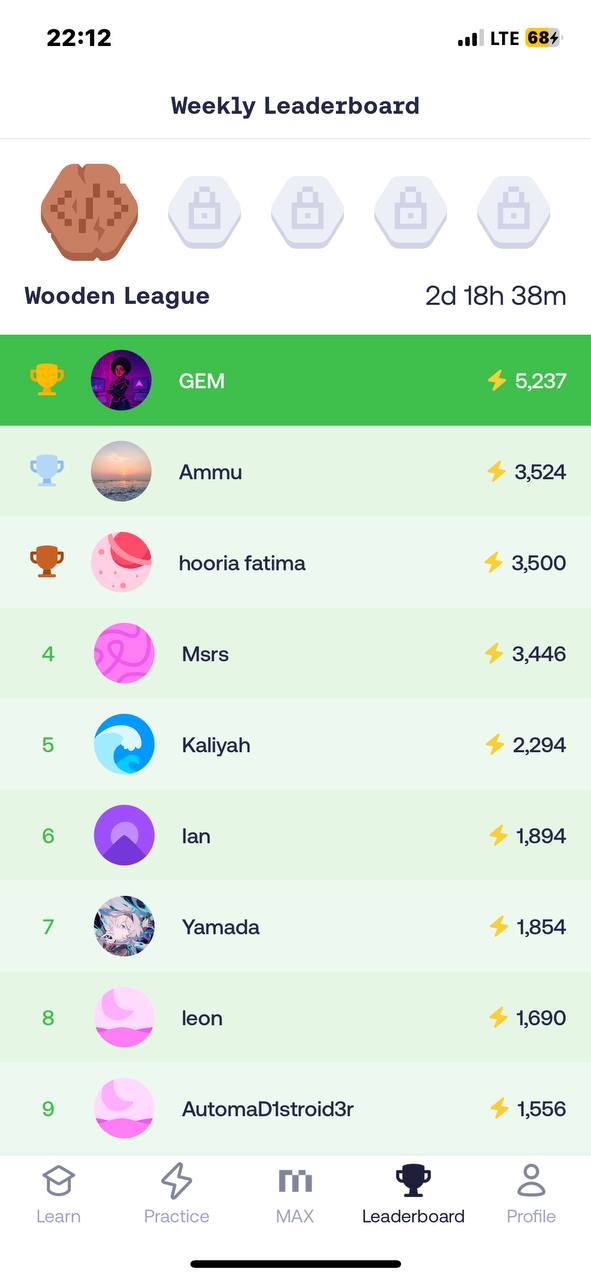 22:12 LTE 68
Weekly Leaderboard
Wooden League 2d 18h 38m
GEM 5,237
Ammu 3,524
hooria fatima 3,500
4 Msrs 3,446
5 Kaliyah 2,294
6 Ian 1,894
7 Yamada 1,854
8 leon 1,690
9 AutomaD1stroid3r 1,556
Learn Practice MAX Leaderboard Profile